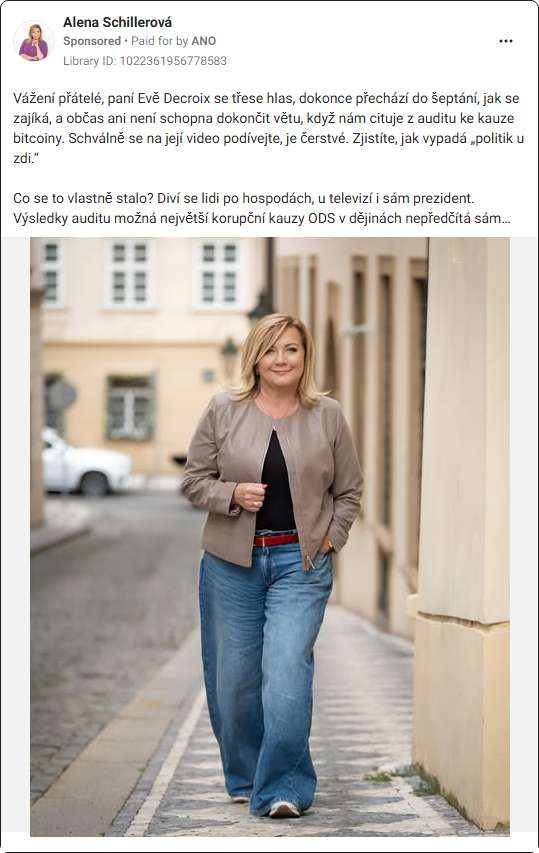 Alena Schillerová
Sponsored • Paid for by ANO
Library ID: 1022361956778583
Vážení přátelé, paní Evě Decroix se třese hlas, dokonce přechází do šeptání, jak se
zajíká, a občas ani není schopna dokončit větu, když nám cituje z auditu ke kauze
bitcoiny. Schválně se na její video podívejte, je čerstvé. Zjistíte, jak vypadá „politik u
zdi.“
Co se to vlastně stalo? Diví se lidi po hospodách, u televizí i sám prezident.
Výsledky auditu možná největší korupční kauzy ODS v dějinách nepředčítá sám...